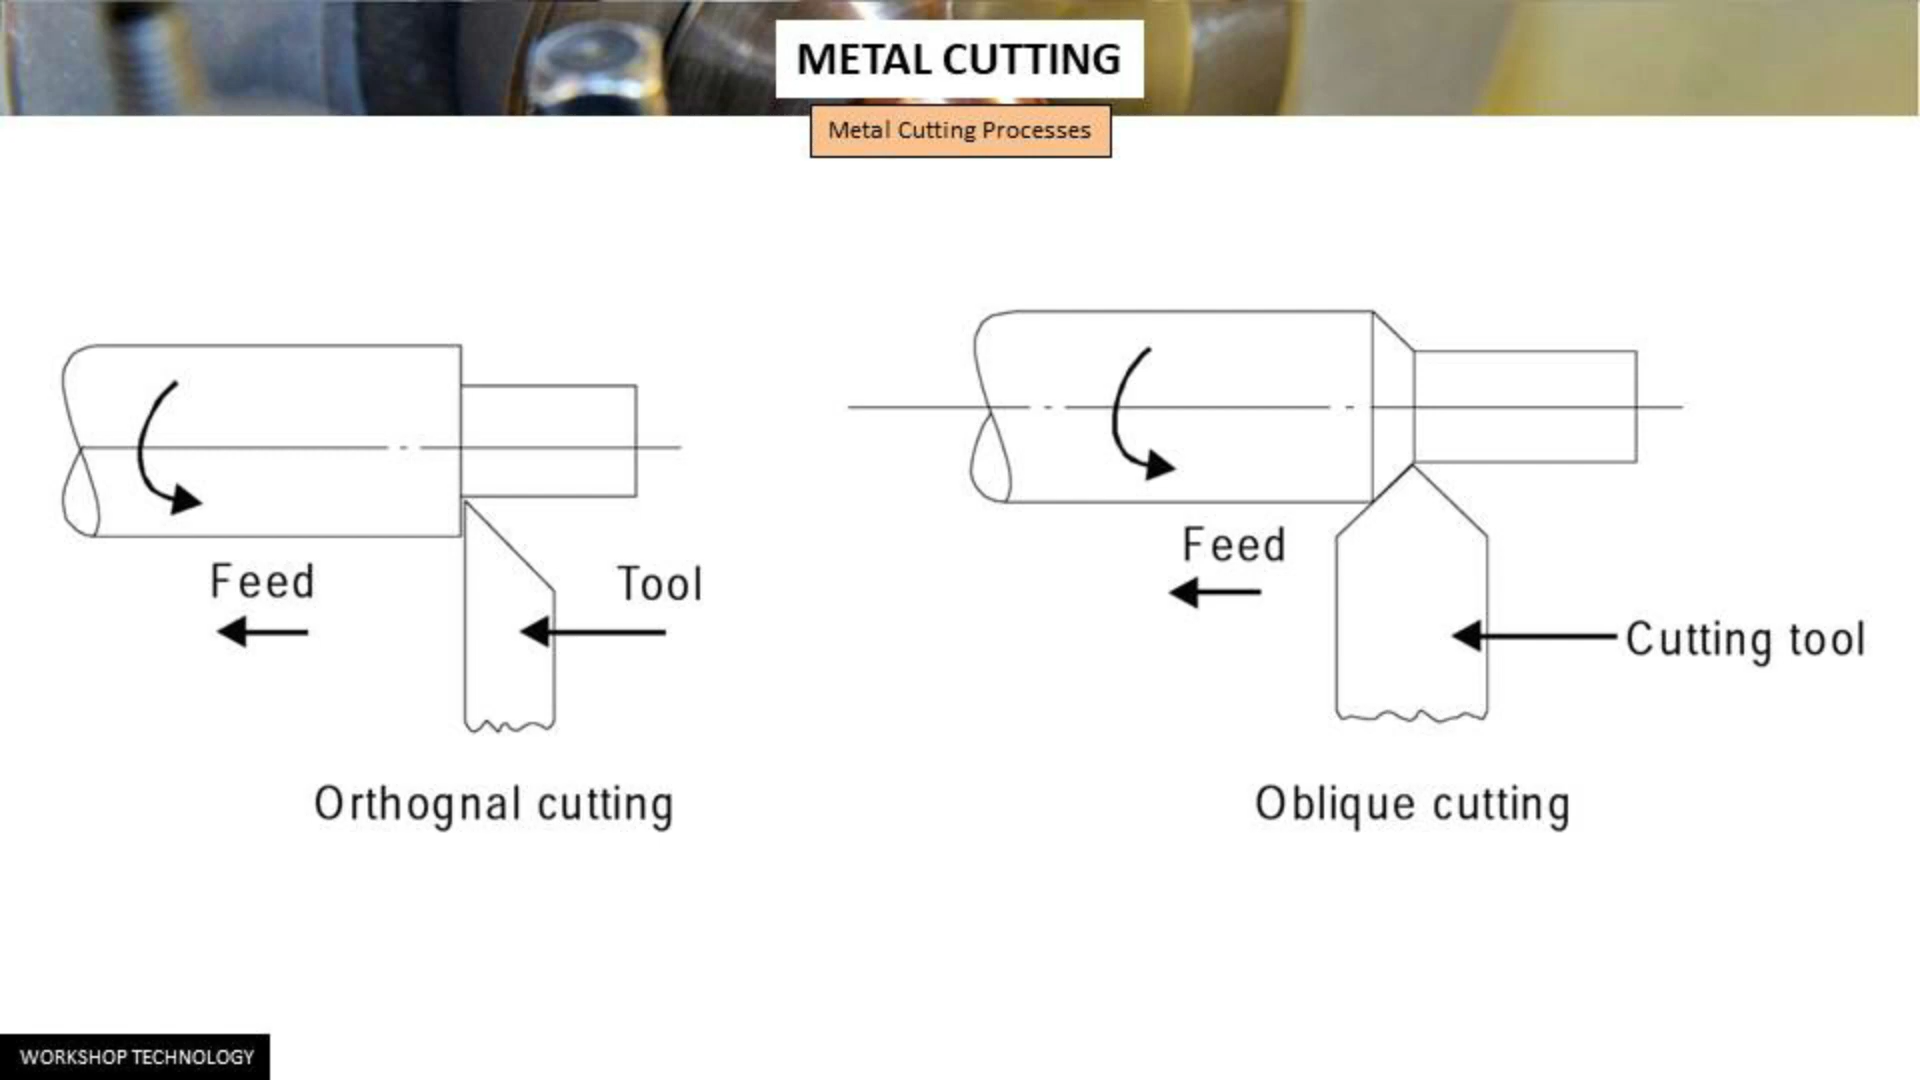 METAL CUTTING
Metal Cutting Processes
Feed
Tool
Orthognal cutting
Feed
Cutting tool
Oblique cutting
WORKSHOP TECHNOLOGY